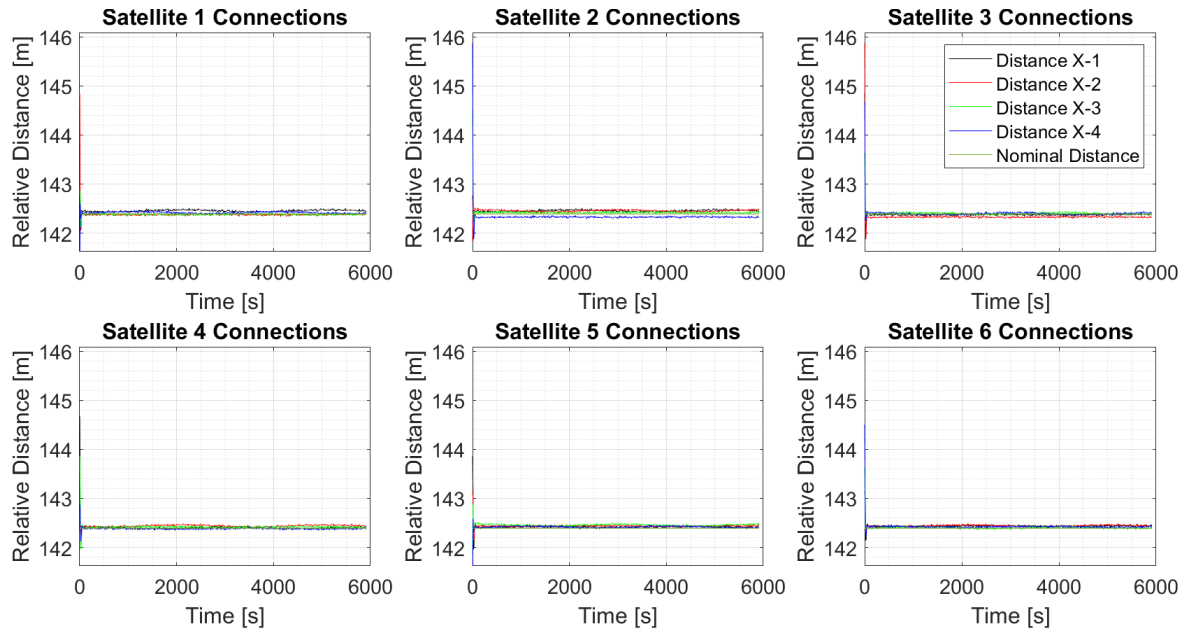 Satellite 1 Connections
146
145
144
143
142
Relative Distance [m]
0 2000 4000 6000
Time [s]
Satellite 2 Connections
146
145
144
143
142
Relative Distance [m]
0 2000 4000 6000
Time [s]
Satellite 3 Connections
146
145
144
143
142
Relative Distance [m]
Distance X-1
Distance X-2
Distance X-3
Distance X-4
Nominal Distance
0 2000 4000 6000
Time [s]
Satellite 4 Connections
146
145
144
143
142
Relative Distance [m]
0 2000 4000 6000
Time [s]
Satellite 5 Connections
146
145
144
143
142
Relative Distance [m]
0 2000 4000 6000
Time [s]
Satellite 6 Connections
146
145
144
143
142
Relative Distance [m]
0 2000 4000 6000
Time [s]